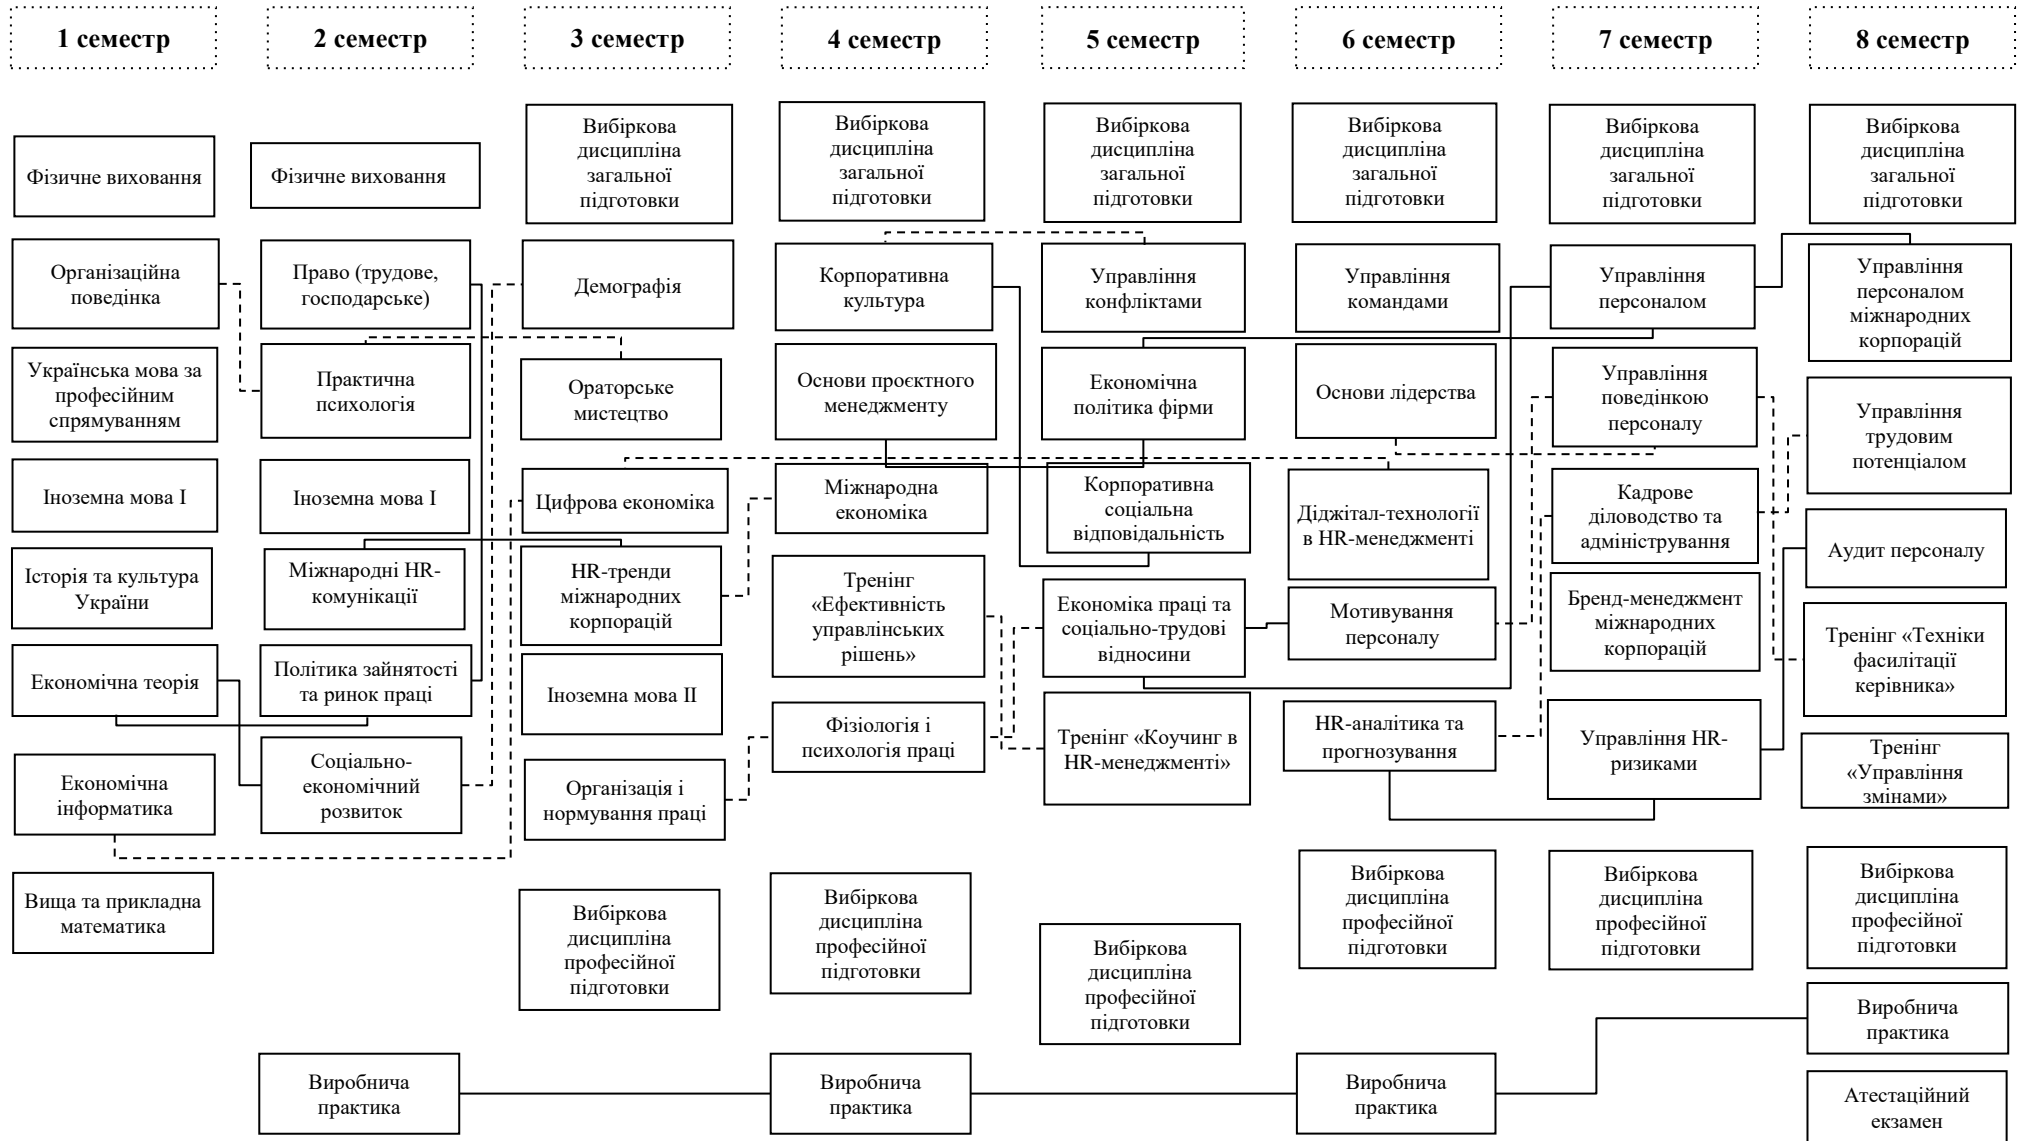 1 семестр
2 семестр
3 семестр
4 семестр
5 семестр
6 семестр
7 семестр
8 семестр
Фізичне виховання
Організаційна
поведінка
Українська мова за
професійним
спрямуванням
Іноземна мова І
Історія та культура
України
Економічна теорія
Економічна
інформатика
Вища та прикладна
математика
Фізичне виховання
Право (трудове,
господарське)
Практична
психологія
Іноземна мова І
Міжнародні HR-
комунікації
Політика зайнятості
та ринок праці
Соціально-
економічний
розвиток
Виробнича
практика
Вибіркова
дисципліна
загальної
підготовки
Демографія
Ораторське
мистецтво
Цифрова економіка
HR-тренди
міжнародних
корпорацій
Іноземна мова ІІ
Організація і
нормування праці
Вибіркова
дисципліна
професійної
підготовки
Вибіркова
дисципліна
загальної
підготовки
Корпоративна
культура
Основи проєктного
менеджменту
Міжнародна
економіка
Тренінг
«Ефективність
управлінських
рішень»
Фізіологія і
психологія праці
Вибіркова
дисципліна
професійної
підготовки
Виробнича
практика
Вибіркова
дисципліна
загальної
підготовки
Управління
конфліктами
Економічна
політика фірми
Корпоративна
соціальна
відповідальність
Економіка праці та
соціально-трудові
відносини
Тренінг «Коучинг в
HR-менеджменті»
Вибіркова
дисципліна
професійної
підготовки
Вибіркова
дисципліна
загальної
підготовки
Управління
командами
Основи лідерства
Діджітал-технології
в HR-менеджменті
Мотивування
персоналу
HR-аналітика та
прогнозування
Вибіркова
дисципліна
професійної
підготовки
Виробнича
практика
Вибіркова
дисципліна
загальної
підготовки
Управління
персоналом
Управління
поведінкою
персоналу
Кадрове
діловодство та
адміністрування
Бренд-менеджмент
міжнародних
корпорацій
Управління HR-
ризиками
Вибіркова
дисципліна
професійної
підготовки
Вибіркова
дисципліна
загальної
підготовки
Управління
персоналом
міжнародних
корпорацій
Управління
трудовим
потенціалом
Аудит персоналу
Тренінг «Техніки
фасилітації
керівника»
Тренінг
«Управління
змінами»
Вибіркова
дисципліна
професійної
підготовки
Виробнича
практика
Атестаційний
екзамен